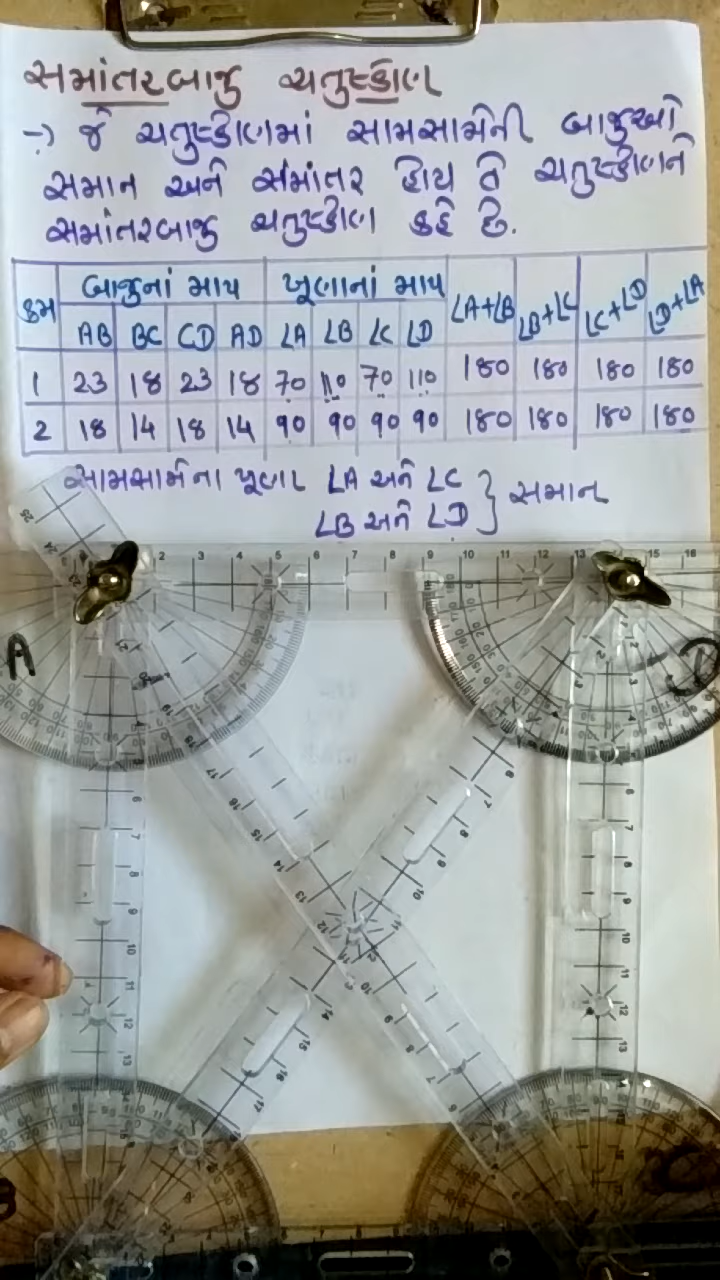 સમાંતરબાજુ ચતુષ્કોણ
→ જે ચતુષ્કોણમાં સામસામેની બાજુઓ
સમાન અને સમાંતર હોય તે ચતુષ્કોણને
સમાંતરબાજુ ચતુષ્કોણ કહે છે.
ક્રમ બાજુનાં માપ ખૂણાનાં માપ ∠A+∠B ∠B+∠C ∠C+∠D ∠D+∠A
AB BC CD AD ∠A ∠B ∠C ∠D
1 23 18 23 18 70 110 70 110 180 180 180 180
2 18 14 18 14 90 90 90 90 180 180 180 180
સામસામેના ખૂણા ∠A અને ∠C } સમાન
∠B અને ∠D
A
D